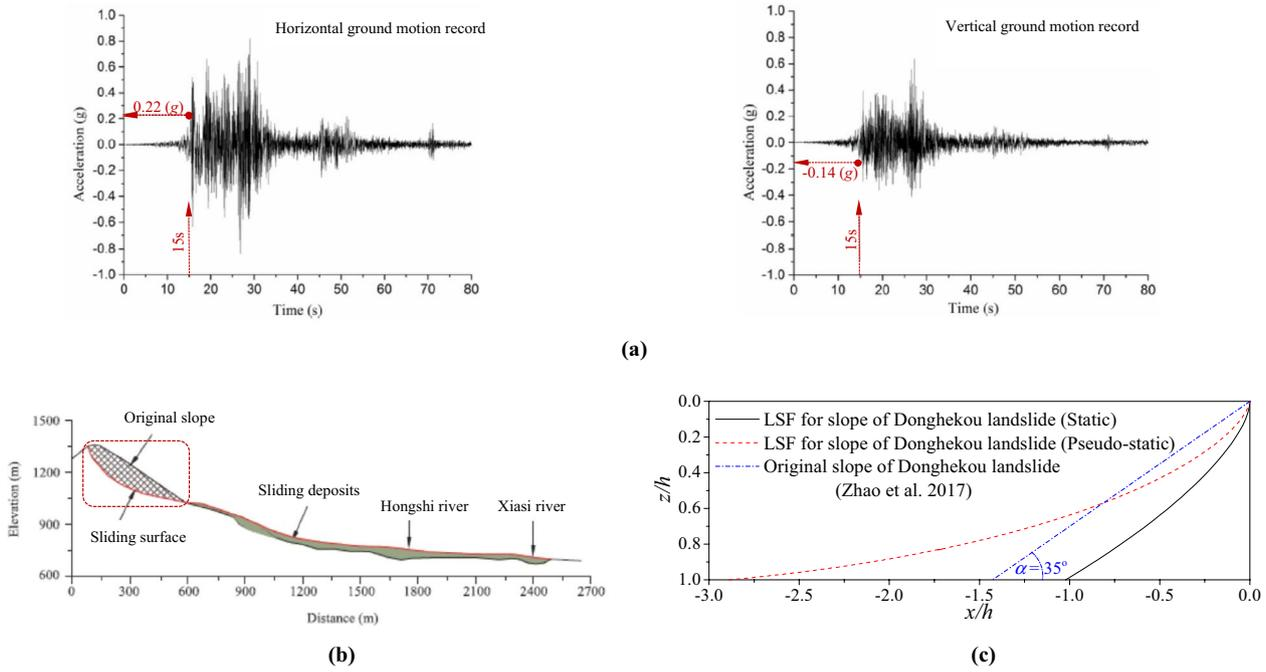 Horizontal ground motion record
1.0
0.8
0.6
0.4
0.2
0.0
-0.2
-0.4
-0.6
-0.8
-1.0
Acceleration (g)
0.22 (g)
15s
0 10 20 30 40 50 60 70 80
Time (s)
Vertical ground motion record
1.0
0.8
0.6
0.4
0.2
0.0
-0.2
-0.4
-0.6
-0.8
-1.0
Acceleration (g)
-0.14 (g)
15s
0 10 20 30 40 50 60 70 80
Time (s)
(a)
1500
1200
900
600
Elevation (m)
Original slope
Sliding surface
Sliding deposits
Hongshi river
Xiasi river
0 300 600 900 1200 1500 1800 2100 2400 2700
Distance (m)
(b)
0.0
0.2
0.4
0.6
0.8
1.0
z/h
LSF for slope of Donghekou landslide (Static)
LSF for slope of Donghekou landslide (Pseudo-static)
Original slope of Donghekou landslide
(Zhao et al. 2017)
α = 35°
-3.0 -2.5 -2.0 -1.5 -1.0 -0.5 0.0
x/h
(c)